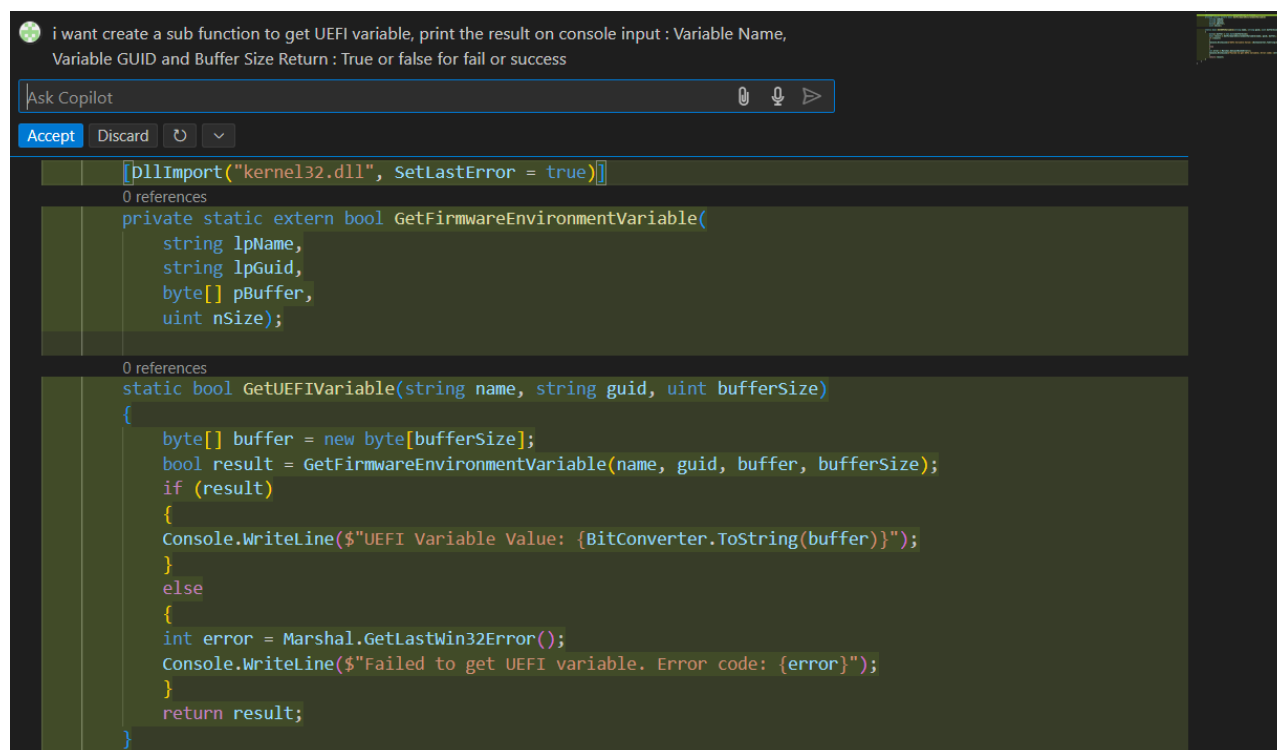 i want create a sub function to get UEFI variable, print the result on console input : Variable Name,
Variable GUID and Buffer Size Return : True or false for fail or success
Ask Copilot
Accept Discard
[DllImport("kernel32.dll", SetLastError = true)]
0 references
private static extern bool GetFirmwareEnvironmentVariable(
string lpName,
string lpGuid,
byte[] pBuffer,
uint nSize);
0 references
static bool GetUEFIVariable(string name, string guid, uint bufferSize)
{
byte[] buffer = new byte[bufferSize];
bool result = GetFirmwareEnvironmentVariable(name, guid, buffer, bufferSize);
if (result)
{
Console.WriteLine($"UEFI Variable Value: {BitConverter.ToString(buffer)}");
}
else
{
int error = Marshal.GetLastWin32Error();
Console.WriteLine($"Failed to get UEFI variable. Error code: {error}");
}
return result;
}